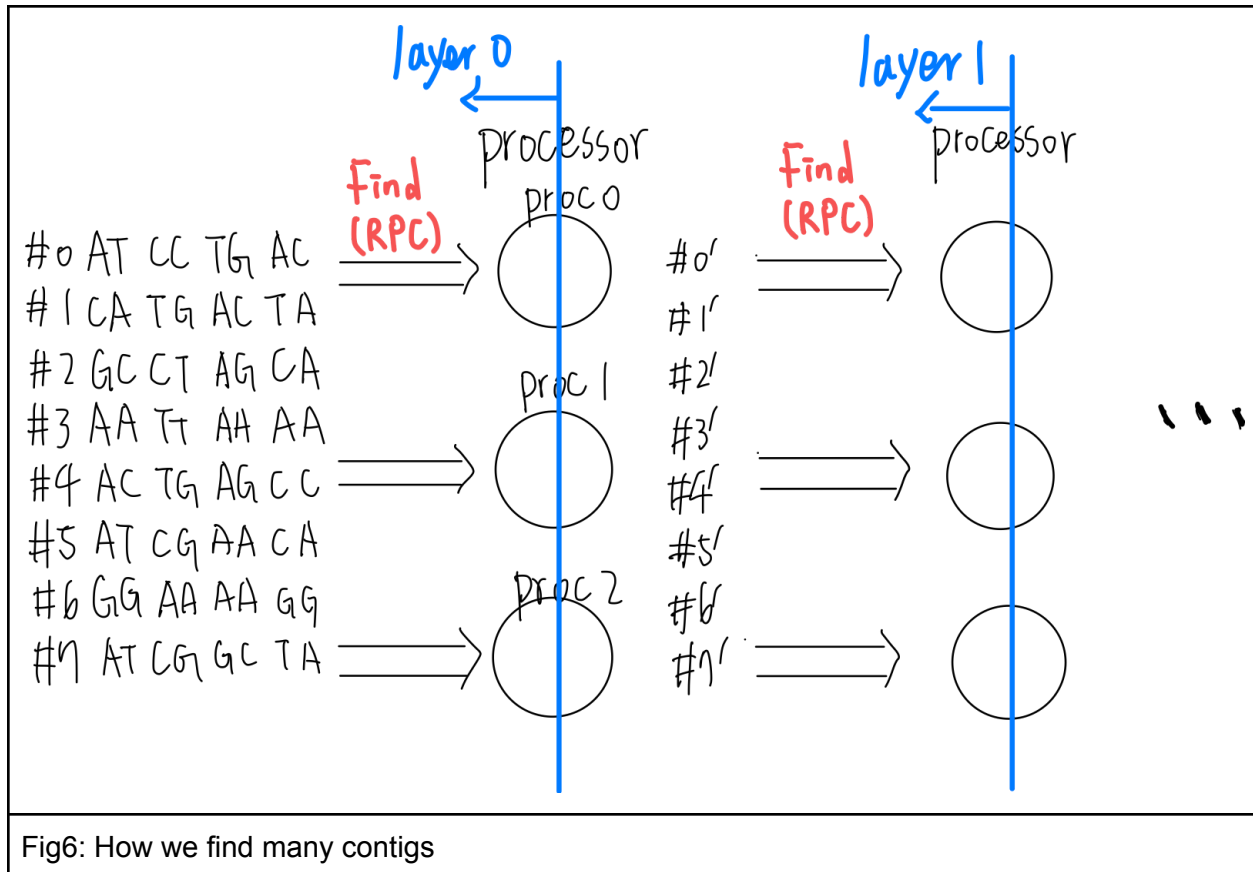 layer 0
layer 1
processor
processor
Find
(RPC)
Find
(RPC)
proc 0
#0 AT CC TG AC
#1 CA TG AC TA
#2 GC CT AG CA
#3 AA TT AA AA
#4 AC TG AG CC
#5 AT CG AA CA
#6 GG AA AA GG
#7 AT CG GC TA
proc 1
proc 2
#0'
#1'
#2'
#3'
#4'
#5'
#6'
#7'
...
Fig6: How we find many contigs